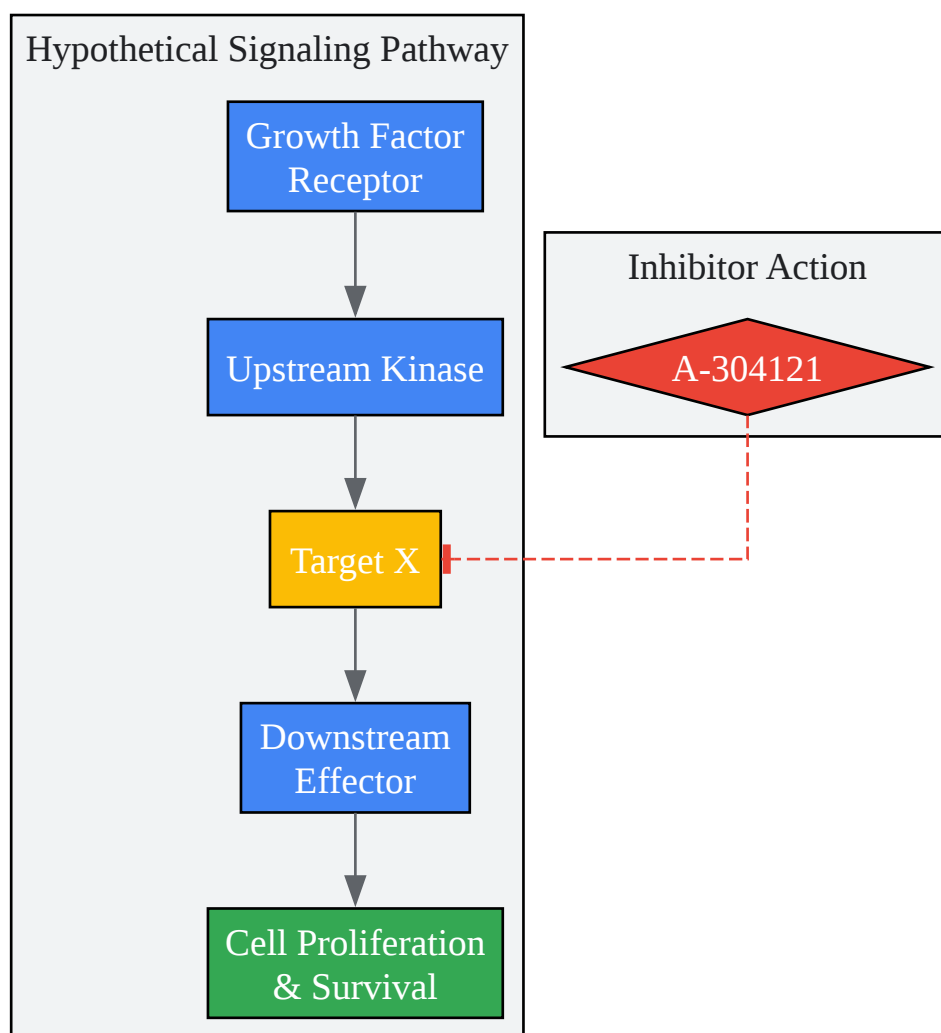 Hypothetical Signaling Pathway
Growth Factor
Receptor
Upstream Kinase
Target X
Downstream
Effector
Cell Proliferation
& Survival
Inhibitor Action
A-304121